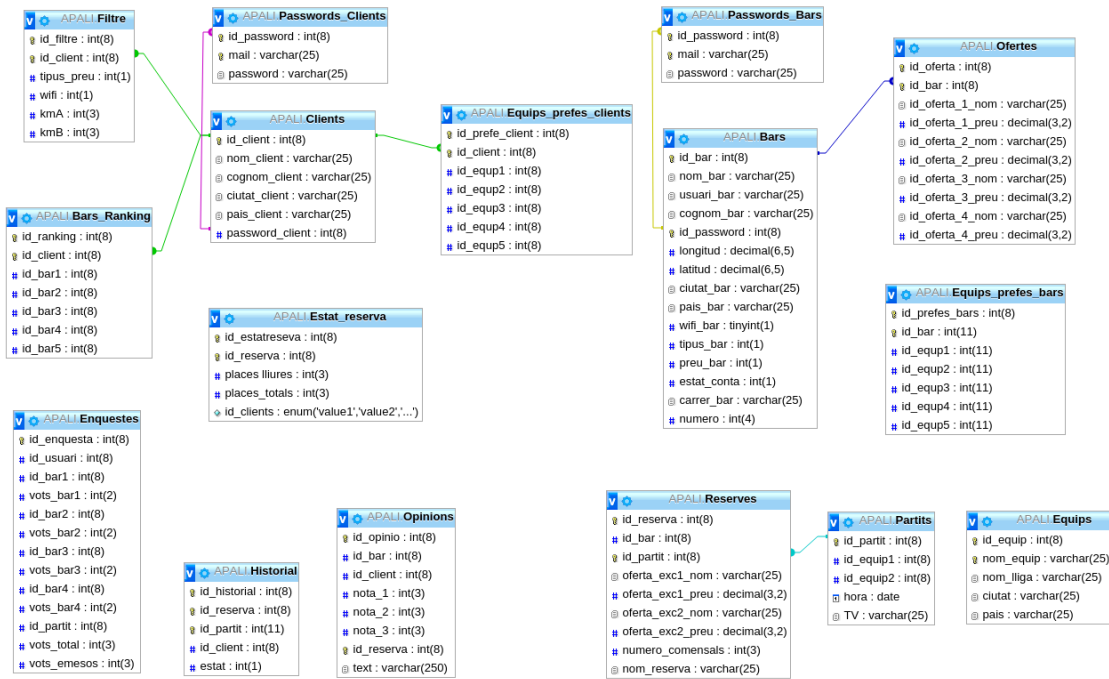 APALI.Filtre
id_filtre : int(8)
id_client : int(8)
tipus_preu : int(1)
wifi : int(1)
kmA : int(3)
kmB : int(3)
APALI.Passwords_Clients
id_password : int(8)
mail : varchar(25)
password : varchar(25)
APALI.Passwords_Bars
id_password : int(8)
mail : varchar(25)
password : varchar(25)
APALI.Ofertes
id_oferta : int(8)
id_bar : int(8)
id_oferta_1_nom : varchar(25)
id_oferta_1_preu : decimal(3,2)
id_oferta_2_nom : varchar(25)
id_oferta_2_preu : decimal(3,2)
id_oferta_3_nom : varchar(25)
id_oferta_3_preu : decimal(3,2)
id_oferta_4_nom : varchar(25)
id_oferta_4_preu : decimal(3,2)
APALI.Clients
id_client : int(8)
nom_client : varchar(25)
cognom_client : varchar(25)
ciutat_client : varchar(25)
pais_client : varchar(25)
password_client : int(8)
APALI.Equips_prefes_clients
id_prefe_client : int(8)
id_client : int(8)
id_equp1 : int(8)
id_equp2 : int(8)
id_equp3 : int(8)
id_equp4 : int(8)
id_equp5 : int(8)
APALI.Bars
id_bar : int(8)
nom_bar : varchar(25)
usuari_bar : varchar(25)
cognom_bar : varchar(25)
id_password : int(8)
longitud : decimal(6,5)
latitud : decimal(6,5)
ciutat_bar : varchar(25)
pais_bar : varchar(25)
wifi_bar : tinyint(1)
tipus_bar : int(1)
preu_bar : int(1)
estat_conta : int(1)
carrer_bar : varchar(25)
numero : int(4)
APALI.Bars_Ranking
id_ranking : int(8)
id_client : int(8)
id_bar1 : int(8)
id_bar2 : int(8)
id_bar3 : int(8)
id_bar4 : int(8)
id_bar5 : int(8)
APALI.Estat_reserva
id_estatreseva : int(8)
id_reserva : int(8)
places lliures : int(3)
places_totals : int(3)
id_clients : enum('value1','value2','...')
APALI.Equips_prefes_bars
id_prefes_bars : int(8)
id_bar : int(11)
id_equp1 : int(11)
id_equp2 : int(11)
id_equp3 : int(11)
id_equp4 : int(11)
id_equp5 : int(11)
APALI.Enquestes
id_enquesta : int(8)
id_usuari : int(8)
id_bar1 : int(8)
vots_bar1 : int(2)
id_bar2 : int(8)
vots_bar2 : int(2)
id_bar3 : int(8)
vots_bar3 : int(2)
id_bar4 : int(8)
vots_bar4 : int(2)
id_partit : int(8)
vots_total : int(3)
vots_emesos : int(3)
APALI.Historial
id_historial : int(8)
id_reserva : int(8)
id_partit : int(11)
id_client : int(8)
estat : int(1)
APALI.Opinions
id_opinio : int(8)
id_bar : int(8)
id_client : int(8)
nota_1 : int(3)
nota_2 : int(3)
nota_3 : int(3)
id_reserva : int(8)
text : varchar(250)
APALI.Reserves
id_reserva : int(8)
id_bar : int(8)
id_partit : int(8)
oferta_exc1_nom : varchar(25)
oferta_exc1_preu : decimal(3,2)
oferta_exc2_nom : varchar(25)
oferta_exc2_preu : decimal(3,2)
numero_comensals : int(3)
nom_reserva : varchar(25)
APALI.Partits
id_partit : int(8)
id_equip1 : int(8)
id_equip2 : int(8)
hora : date
TV : varchar(25)
APALI.Equips
id_equip : int(8)
nom_equip : varchar(25)
nom_lliga : varchar(25)
ciutat : varchar(25)
pais : varchar(25)